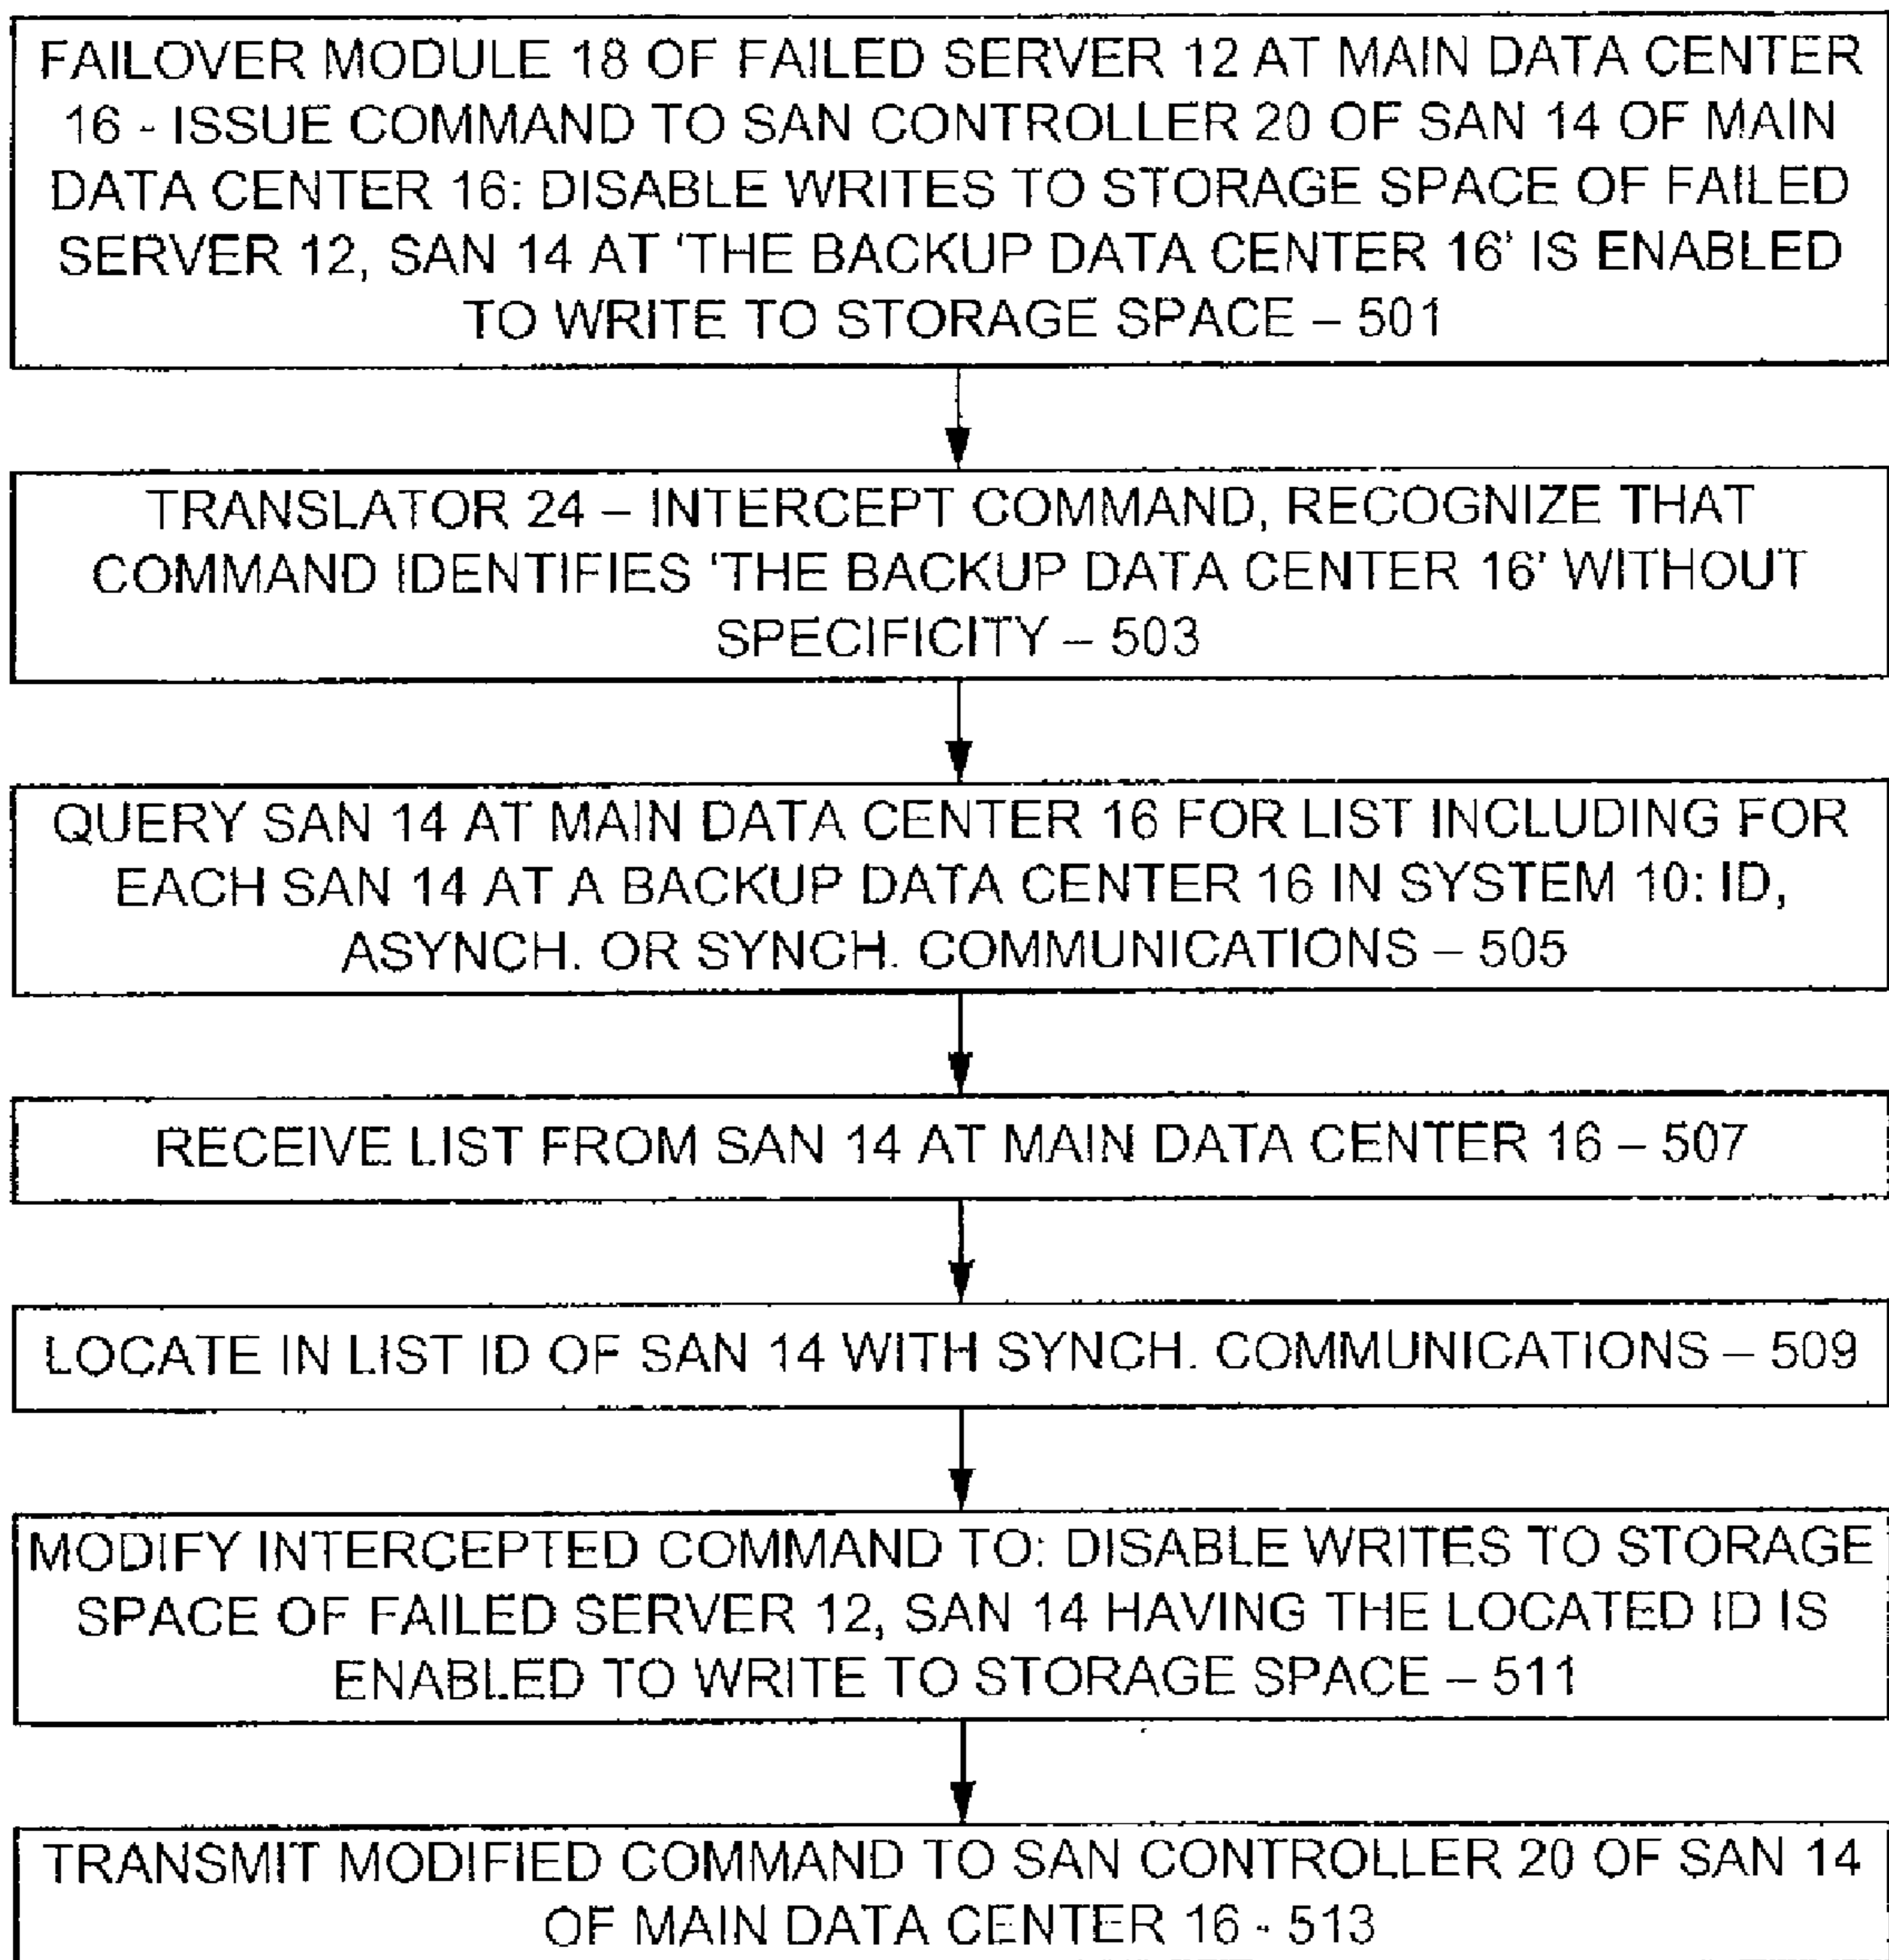 FAILOVER MODULE 18 OF FAILED SERVER 12 AT MAIN DATA CENTER
16 - ISSUE COMMAND TO SAN CONTROLLER 20 OF SAN 14 OF MAIN
DATA CENTER 16: DISABLE WRITES TO STORAGE SPACE OF FAILED
SERVER 12, SAN 14 AT 'THE BACKUP DATA CENTER 16' IS ENABLED
TO WRITE TO STORAGE SPACE – 501
TRANSLATOR 24 – INTERCEPT COMMAND, RECOGNIZE THAT
COMMAND IDENTIFIES 'THE BACKUP DATA CENTER 16' WITHOUT
SPECIFICITY – 503
QUERY SAN 14 AT MAIN DATA CENTER 16 FOR LIST INCLUDING FOR
EACH SAN 14 AT A BACKUP DATA CENTER 16 IN SYSTEM 10: ID,
ASYNCH. OR SYNCH. COMMUNICATIONS – 505
RECEIVE LIST FROM SAN 14 AT MAIN DATA CENTER 16 – 507
LOCATE IN LIST ID OF SAN 14 WITH SYNCH. COMMUNICATIONS – 509
MODIFY INTERCEPTED COMMAND TO: DISABLE WRITES TO STORAGE
SPACE OF FAILED SERVER 12, SAN 14 HAVING THE LOCATED ID IS
ENABLED TO WRITE TO STORAGE SPACE – 511
TRANSMIT MODIFIED COMMAND TO SAN CONTROLLER 20 OF SAN 14
OF MAIN DATA CENTER 16 - 513